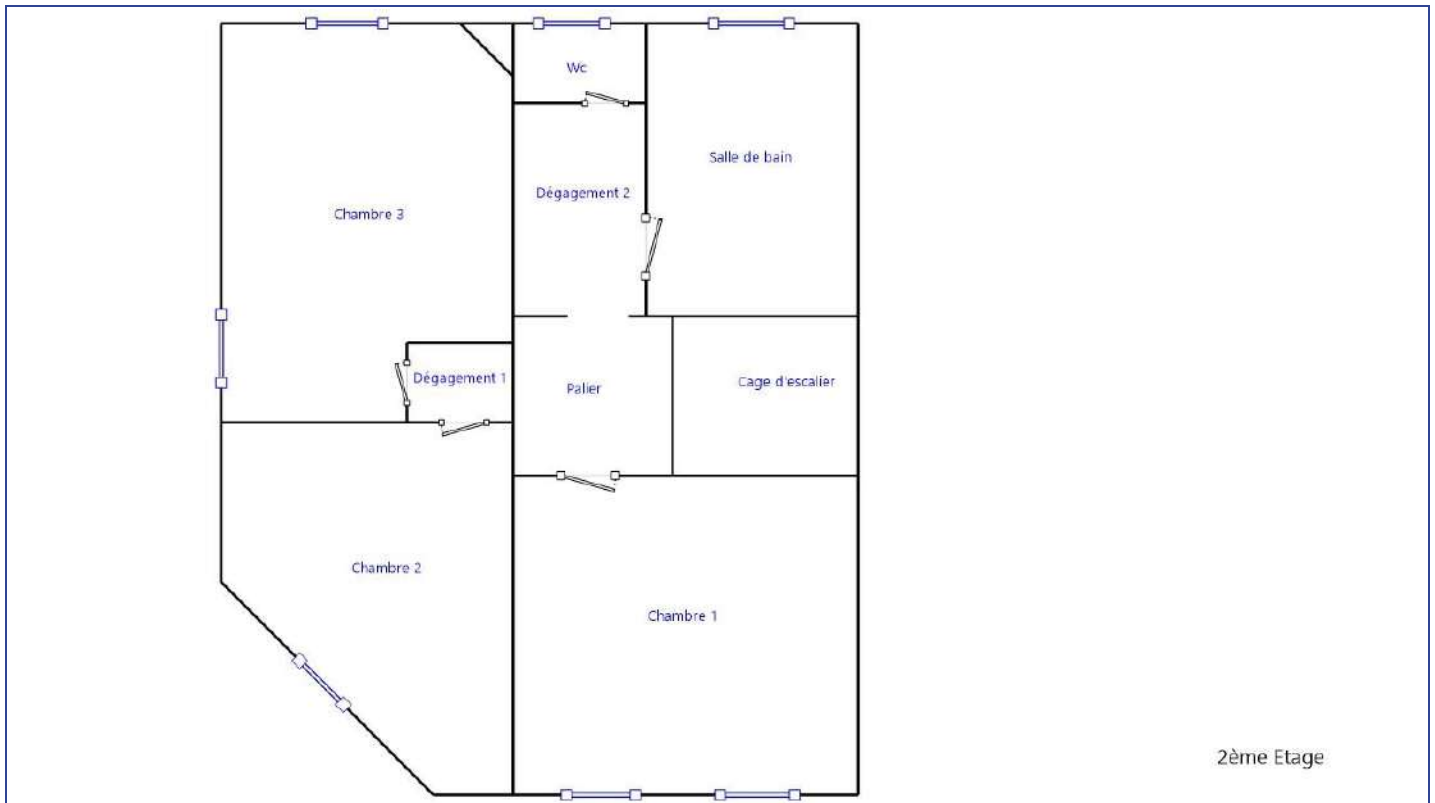 Wc
Salle de bain
Dégagement 2
Chambre 3
Dégagement 1
Palier
Cage d'escalier
Chambre 2
Chambre 1
2ème Etage